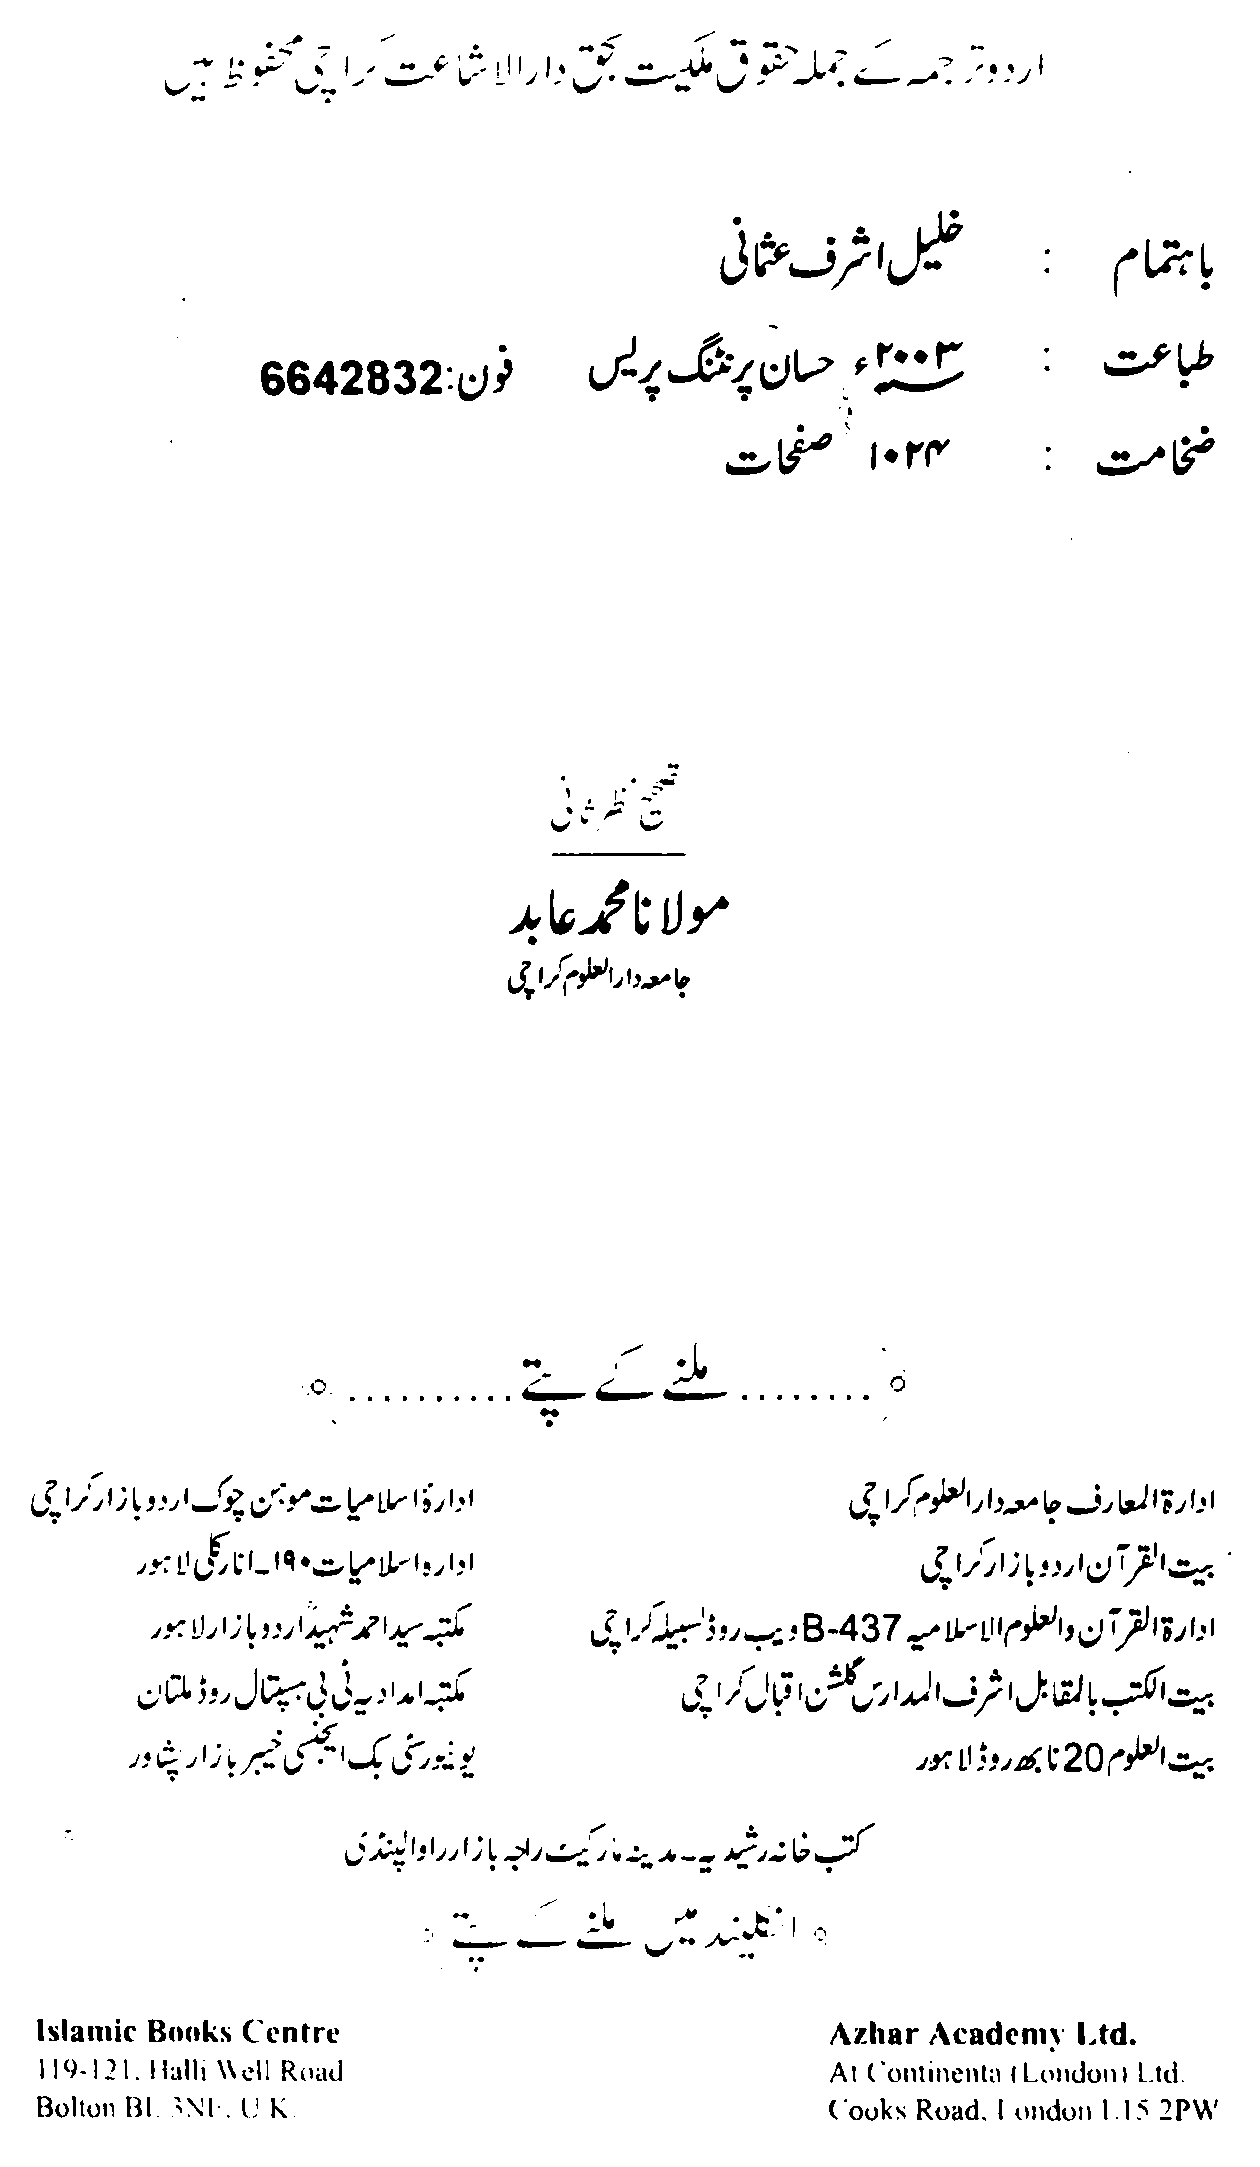 اردو ترجمہ کے جملہ حقوق ملکیت بحق دارالاشاعت کراچی محفوظ ہیں
باہتمام : خلیل اشرف عثمانی
طباعت : ۲۰۰۳ء حسان پرنٹنگ پریس فون:6642832
ضخامت : ۱۰۲۴ صفحات
تصحیح نظر ثانی
مولانا محمد عابد
جامعہ دارالعلوم کراچی
........ ملنے کے پتے ..........
ادارۃ المعارف جامعہ دارالعلوم کراچی
بیت القرآن اردو بازار کراچی
ادارۃ القرآن والعلوم الاسلامیہ 437-B ویب روڈ لسبیلہ کراچی
بیت الکتب بالمقابل اشرف المدارس گلشن اقبال کراچی
بیت العلوم 20 نابھہ روڈ لاہور
ادارۃ اسلامیات موہن چوک اردو بازار کراچی
ادارہ اسلامیات ۱۹۰۔ انارکلی لاہور
مکتبہ سید احمد شہیدؒ اردو بازار لاہور
مکتبہ امدادیہ ٹی بی ہسپتال روڈ ملتان
یونیورسٹی بک ایجنسی خیبر بازار پشاور
کتب خانہ رشیدیہ۔ مدینہ مارکیٹ راجہ بازار راولپنڈی
انگلینڈ میں ملنے کے پتے
Islamic Books Centre
119-121, Halli Well Road
Bolton BL 3NE, U.K.
Azhar Academy Ltd.
At Continenta (London) Ltd.
Cooks Road, London L15 2PW